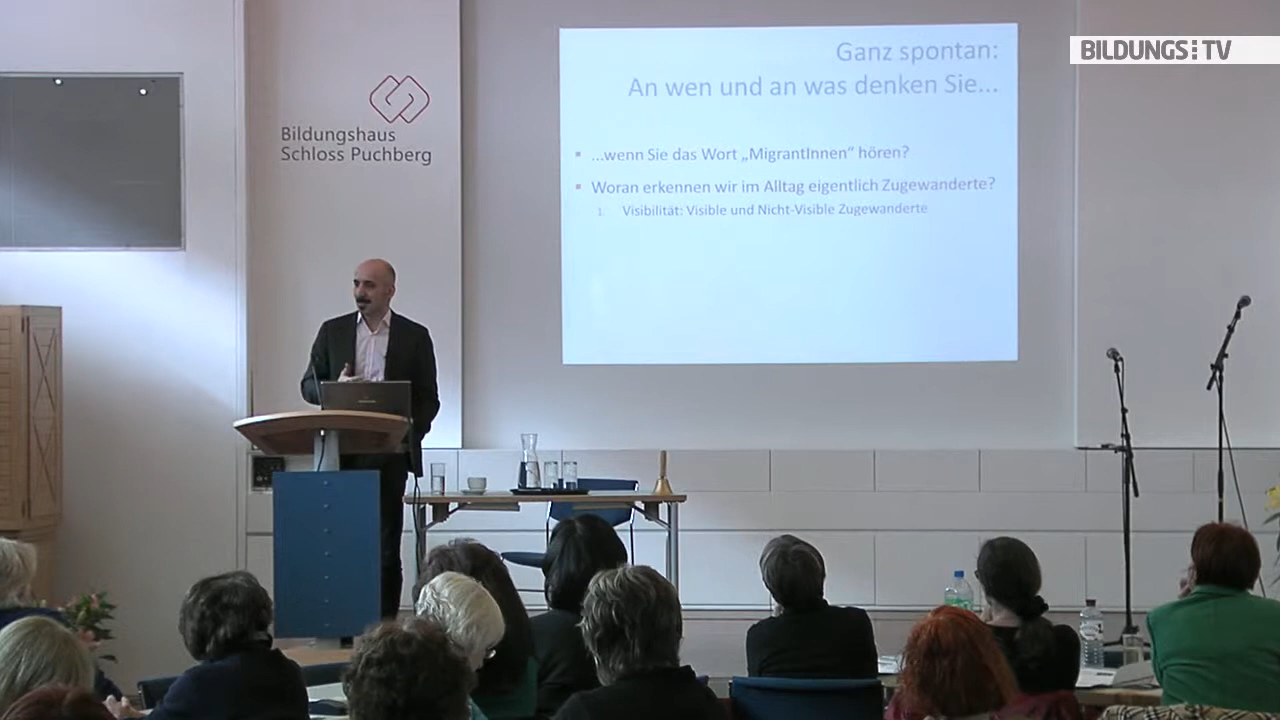 BILDUNGS:TV
Ganz spontan:
An wen und an was denken Sie...
...wenn Sie das Wort „MigrantInnen“ hören?
Woran erkennen wir im Alltag eigentlich Zugewanderte?
1. Visibilität: Visible und Nicht-Visible Zugewanderte
Bildungshaus
Schloss Puchberg